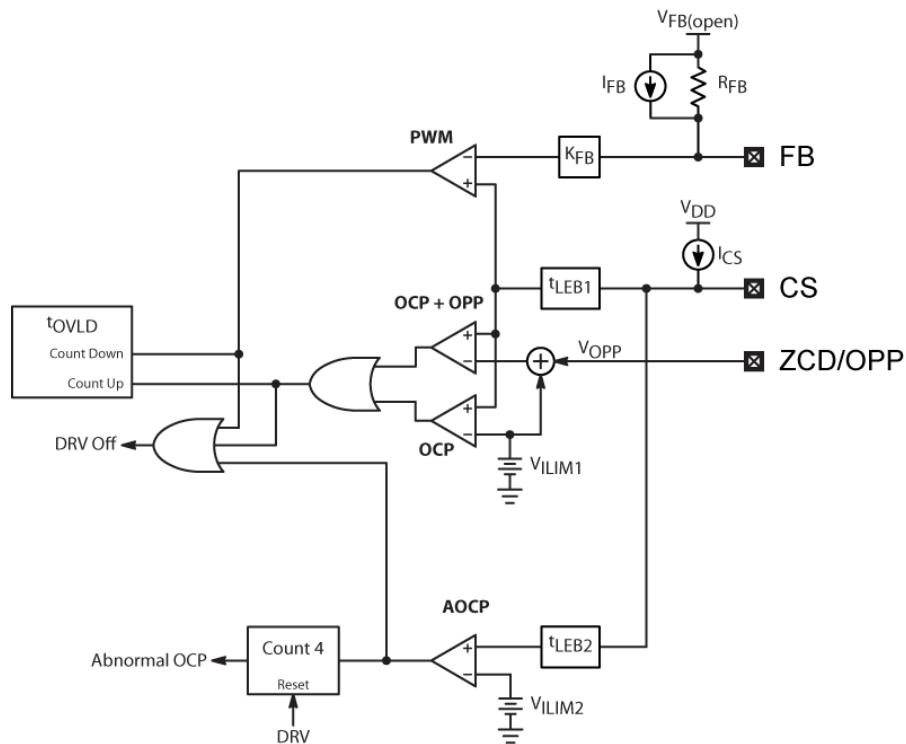 VFB(open)
IFB
RFB
PWM
−
+
KFB
FB
VDD
ICS
tLEB1
CS
OCP + OPP
tOVLD
Count Down
Count Up
+
−
+
VOPP
ZCD/OPP
+
−
OCP
DRV Off
VILIM1
AOCP
+
−
tLEB2
Abnormal OCP
Count 4
Reset
VILIM2
DRV